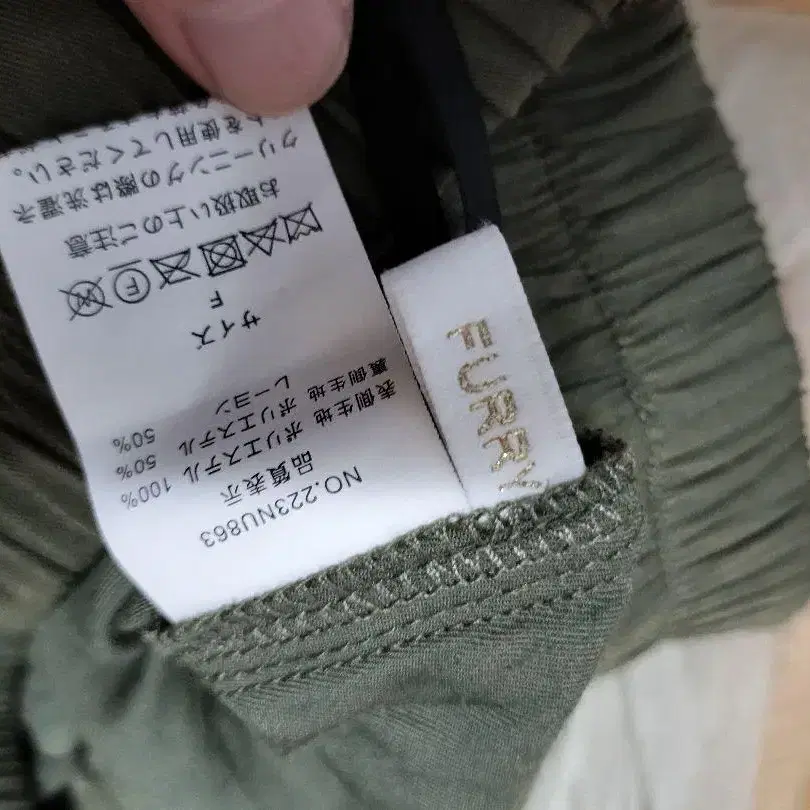 NO.223NU863
品質表示
表側生地 ポリエステル 100%
裏側生地 ポリエステル 50%
レーヨン 50%
サイズ
F
W F
お取扱い上のご注意
クリーニングの際は洗濯ネ
を使用してください。
FURRY